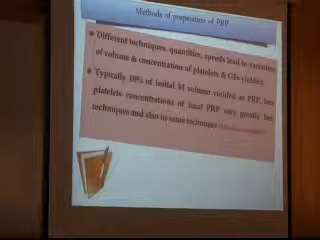 Methods of preparation of PRP
Different techniques, quantities, speeds lead to variation
of volume & concentration of platelets & GFs yielded.
Typically 10% of initial bl volume yielded as PRP, but
platelets concentrations of final PRP vary greatly bet
techniques and also in same technique